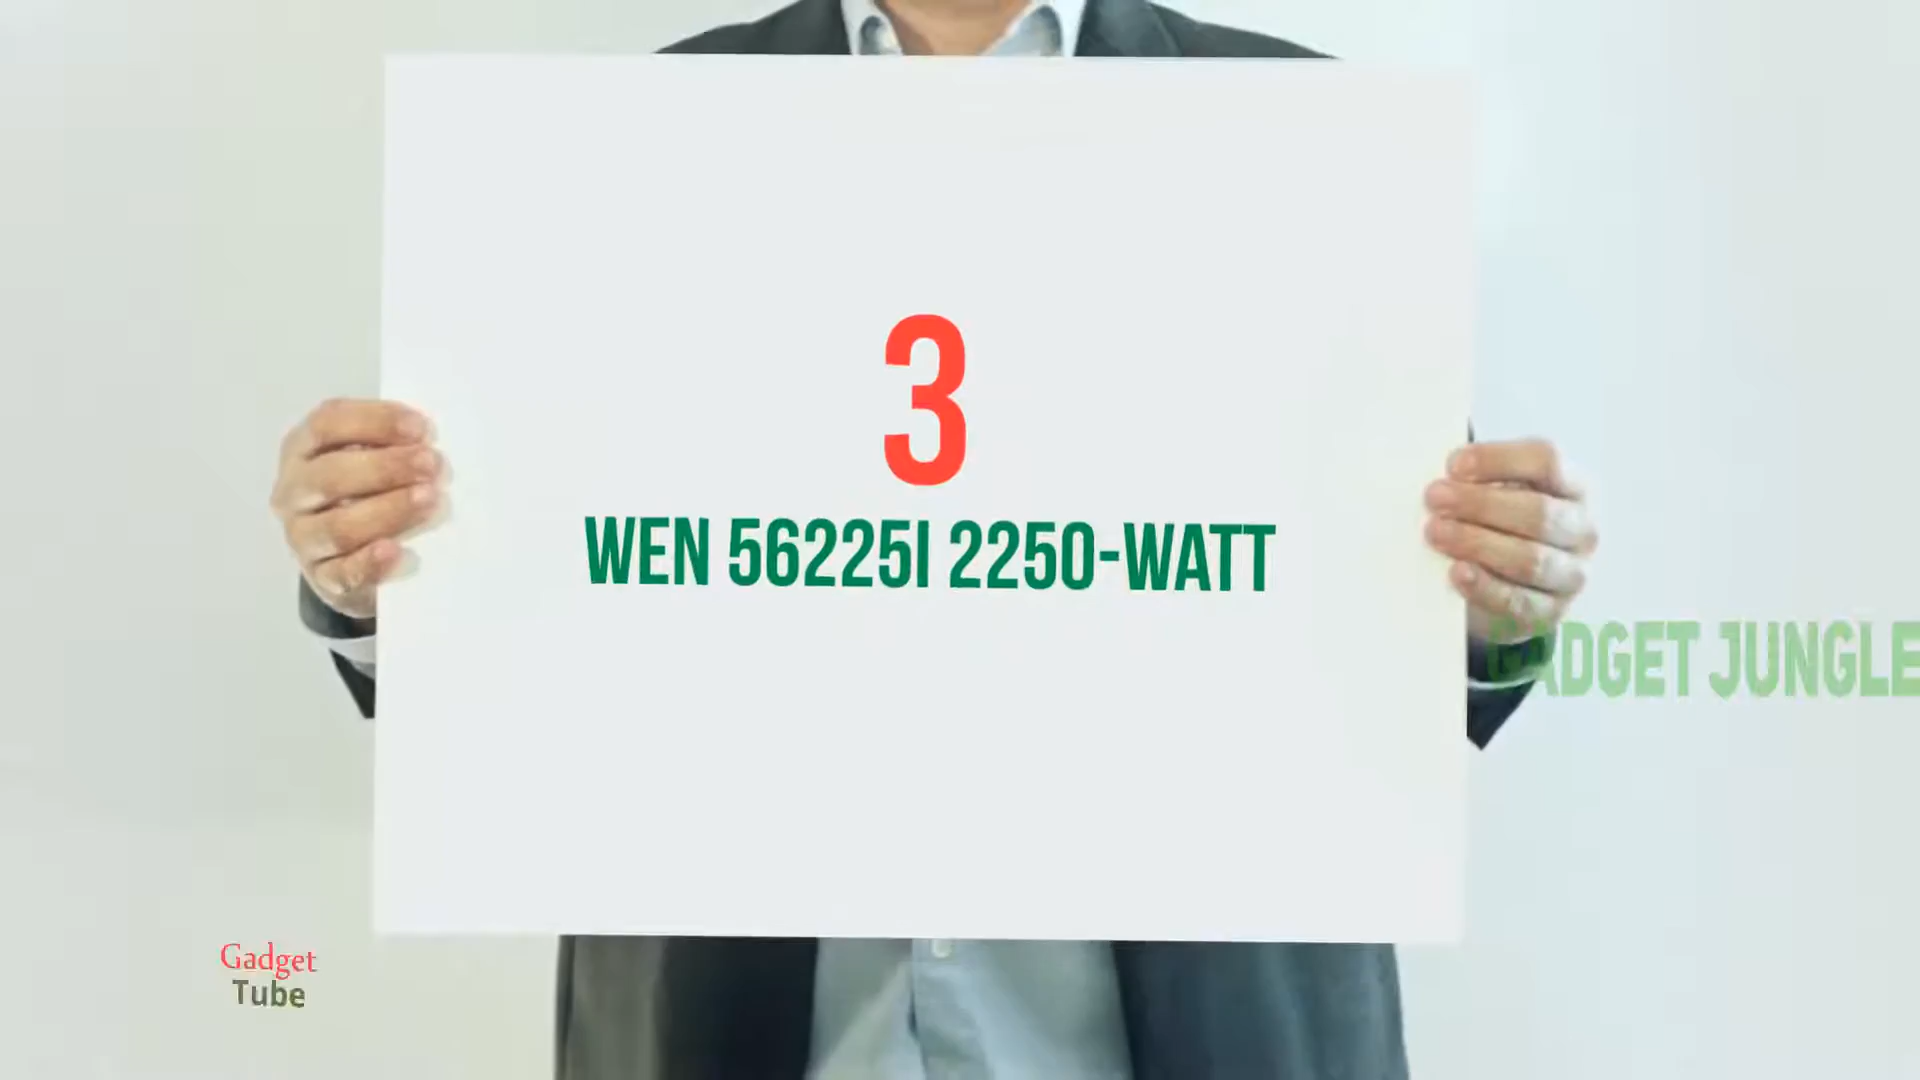 3
WEN 56225I 2250-WATT
GADGET JUNGLE
Gadget
Tube